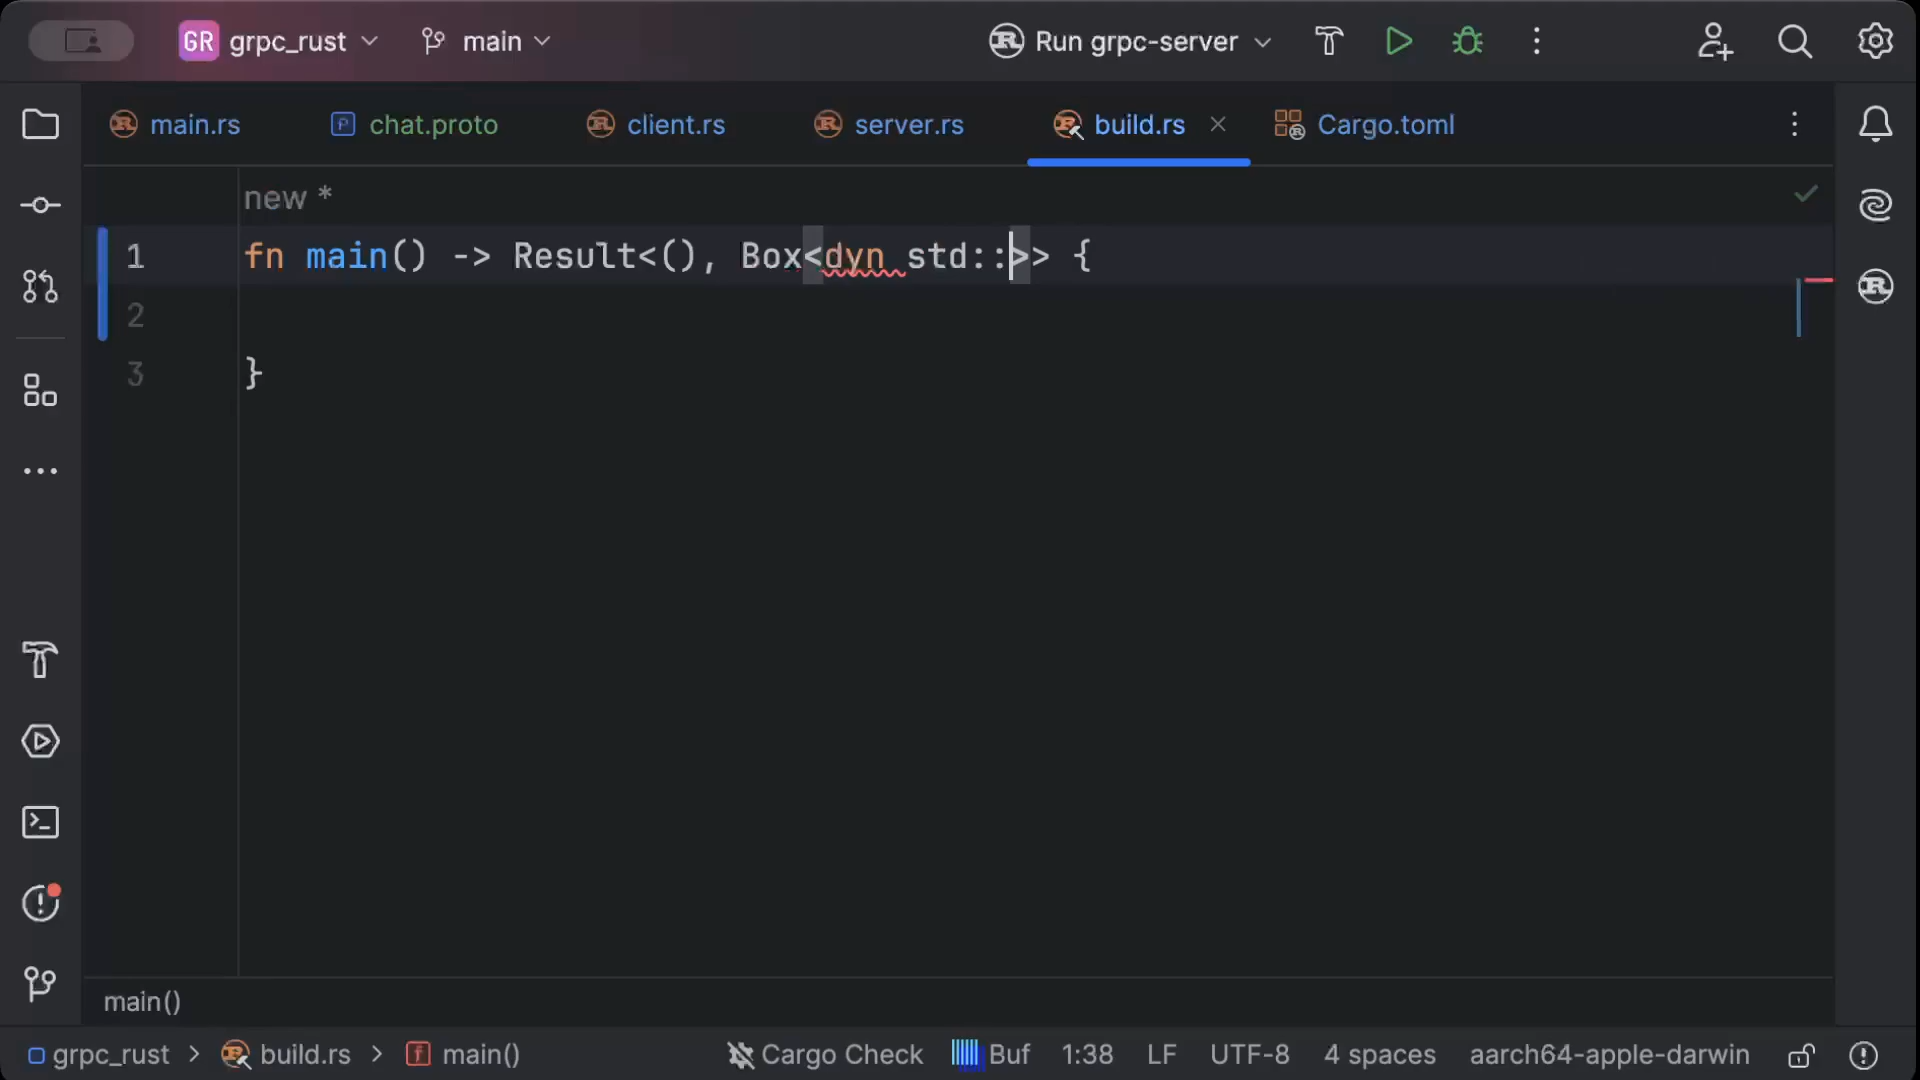 GR grpc_rust main Run grpc-server
main.rs chat.proto client.rs server.rs build.rs Cargo.toml
new *
1 fn main() -> Result<(), Box<dyn std::>> {
2
3 }
main()
grpc_rust > build.rs > main() Cargo Check Buf 1:38 LF UTF-8 4 spaces aarch64-apple-darwin